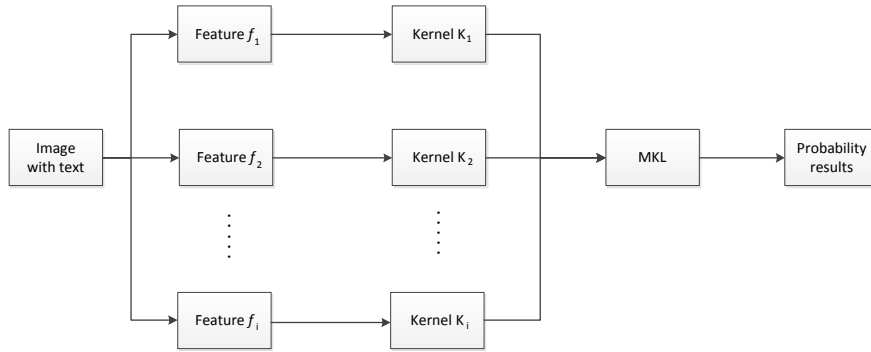 Feature f₁
Kernel K₁
Image
with text
Feature f₂
Kernel K₂
MKL
Probability
results
Feature fᵢ
Kernel Kᵢ